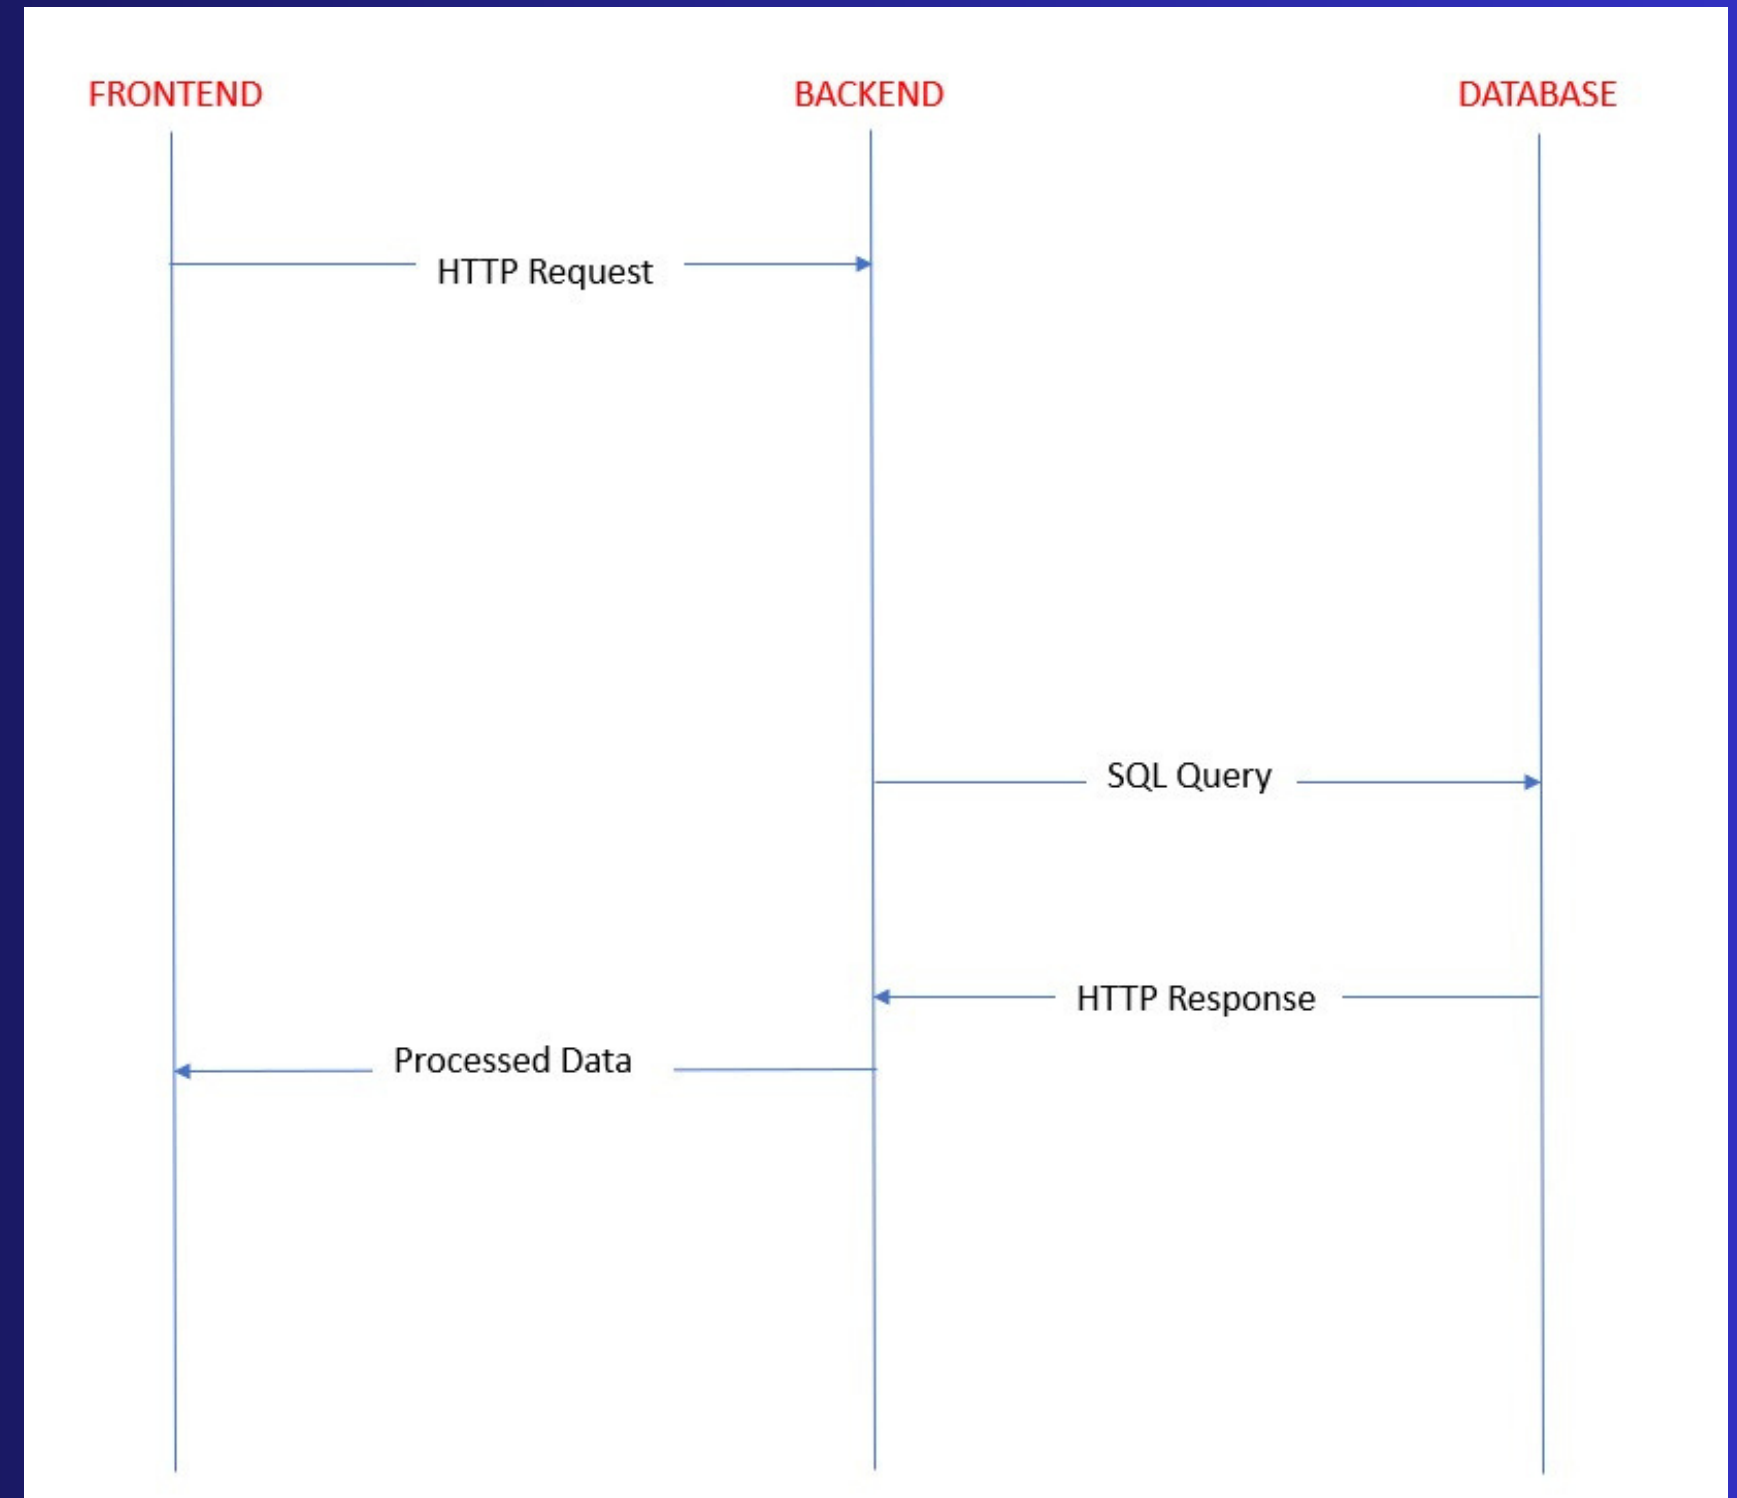 FRONTEND
BACKEND
DATABASE
HTTP Request
SQL Query
HTTP Response
Processed Data